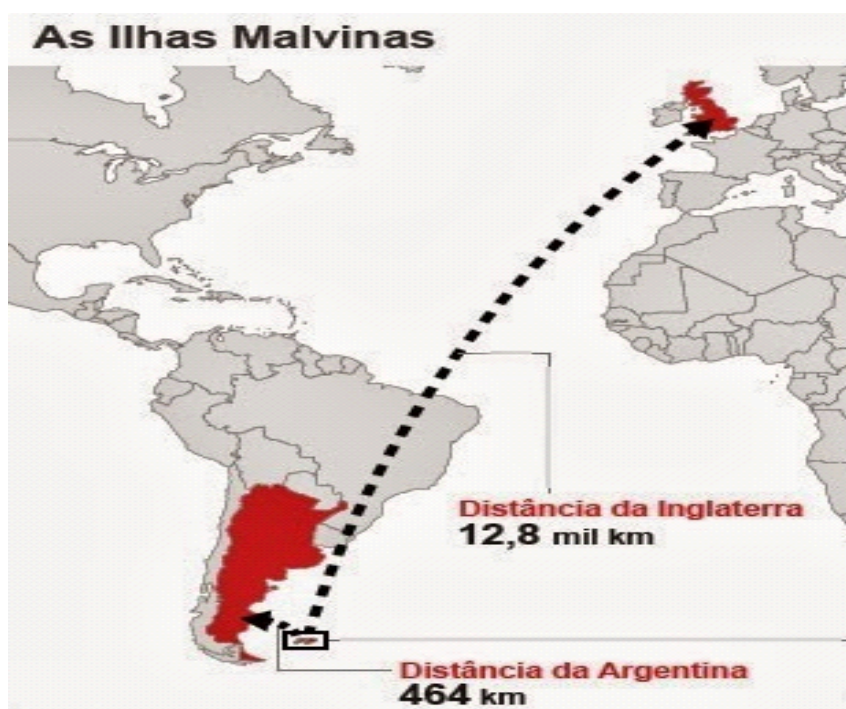 As Ilhas Malvinas
Distância da Inglaterra
12,8 mil km
Distância da Argentina
464 km